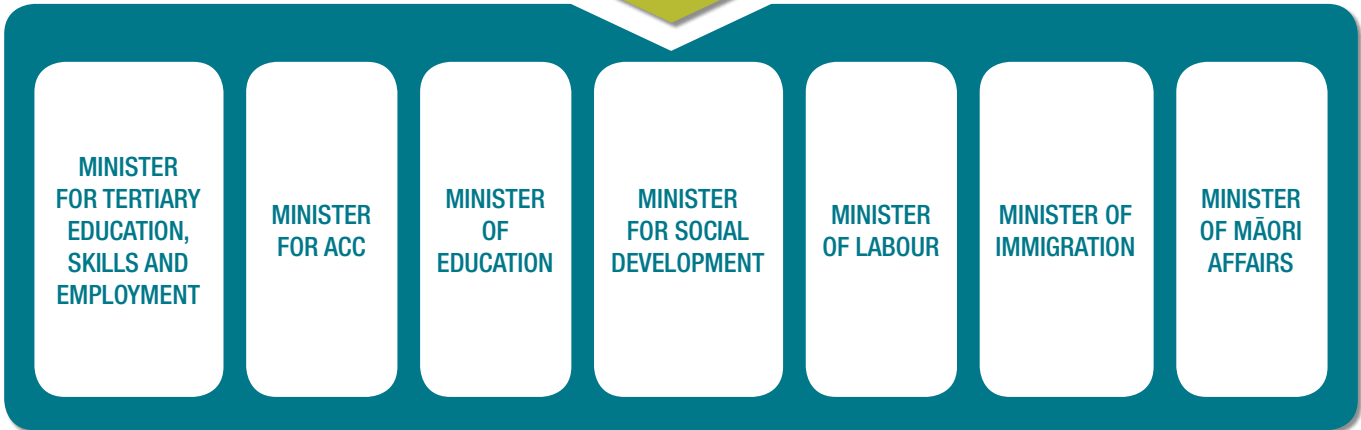 MINISTER
FOR TERTIARY
EDUCATION,
SKILLS AND
EMPLOYMENT
MINISTER
FOR ACC
MINISTER
OF
EDUCATION
MINISTER
FOR SOCIAL
DEVELOPMENT
MINISTER
OF LABOUR
MINISTER OF
IMMIGRATION
MINISTER
OF MĀORI
AFFAIRS